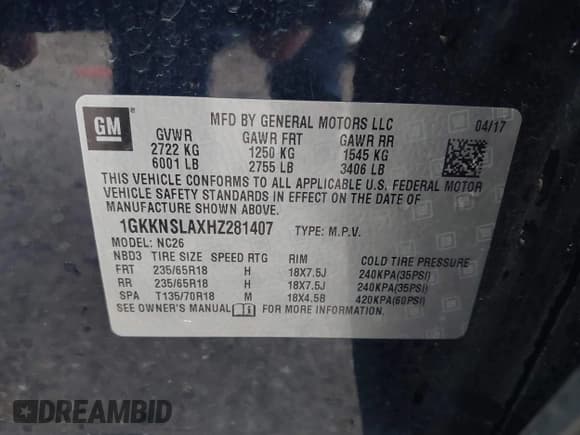 GM®
MFD BY GENERAL MOTORS LLC 04/17
GVWR GAWR FRT GAWR RR
2722 KG 1250 KG 1545 KG
6001 LB 2755 LB 3406 LB
THIS VEHICLE CONFORMS TO ALL APPLICABLE U.S. FEDERAL MOTOR
VEHICLE SAFETY STANDARDS IN EFFECT ON THE DATE OF
MANUFACTURE SHOWN ABOVE.
1GKKNSLAXHZ281407 TYPE: M.P.V.
MODEL: NC26
NBD3 TIRE SIZE SPEED RTG RIM COLD TIRE PRESSURE
FRT 235/65R18 H 18X7.5J 240KPA(35PSI)
RR 235/65R18 H 18X7.5J 240KPA(35PSI)
SPA T135/70R18 M 18X4.5B 420KPA(60PSI)
SEE OWNER'S MANUAL FOR MORE INFORMATION.
DREAMBID